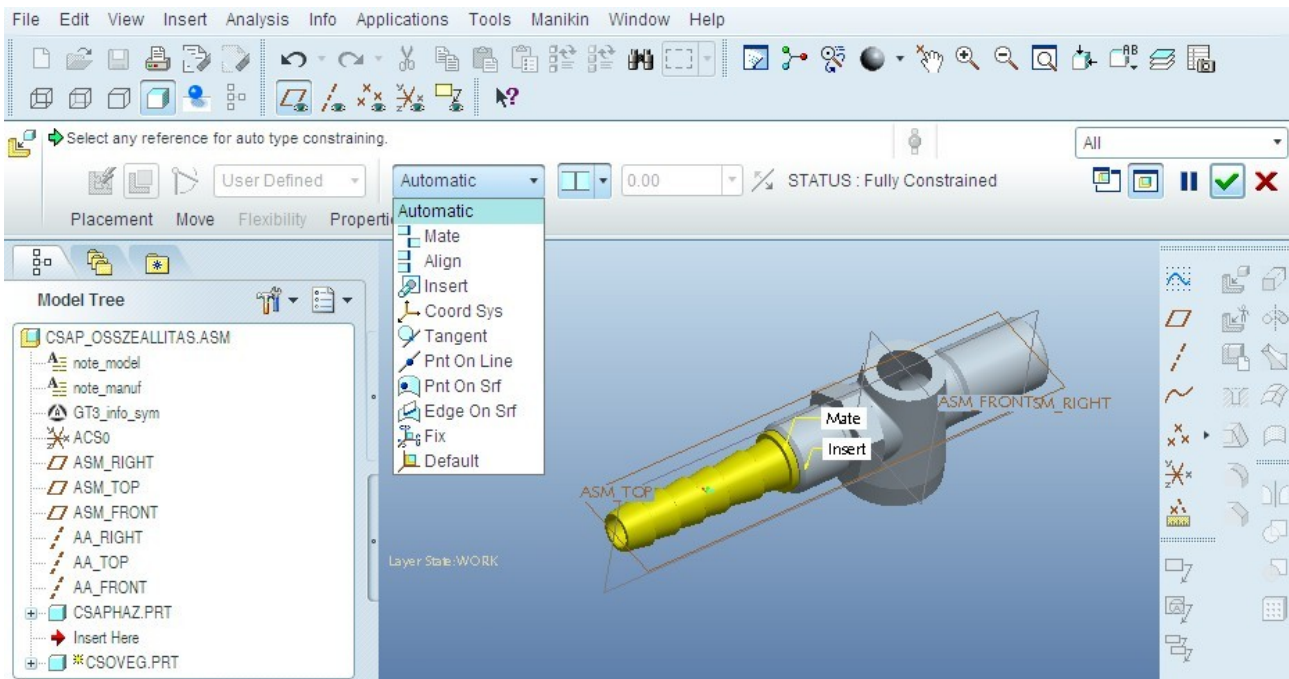 File Edit View Insert Analysis Info Applications Tools Manikin Window Help
Select any reference for auto type constraining.
All
User Defined
Automatic
0.00
STATUS : Fully Constrained
Placement Move Flexibility Properti
Automatic
Mate
Align
Insert
Coord Sys
Tangent
Pnt On Line
Pnt On Srf
Edge On Srf
Fix
Default
Model Tree
CSAP_OSSZEALLITAS.ASM
note_model
note_manuf
GT3_info_sym
ACS0
ASM_RIGHT
ASM_TOP
ASM_FRONT
AA_RIGHT
AA_TOP
AA_FRONT
CSAPHAZ.PRT
Insert Here
CSOVEG.PRT
Mate
Insert
ASM_FRONTSM_RIGHT
ASM_TOP
Layer State:WORK